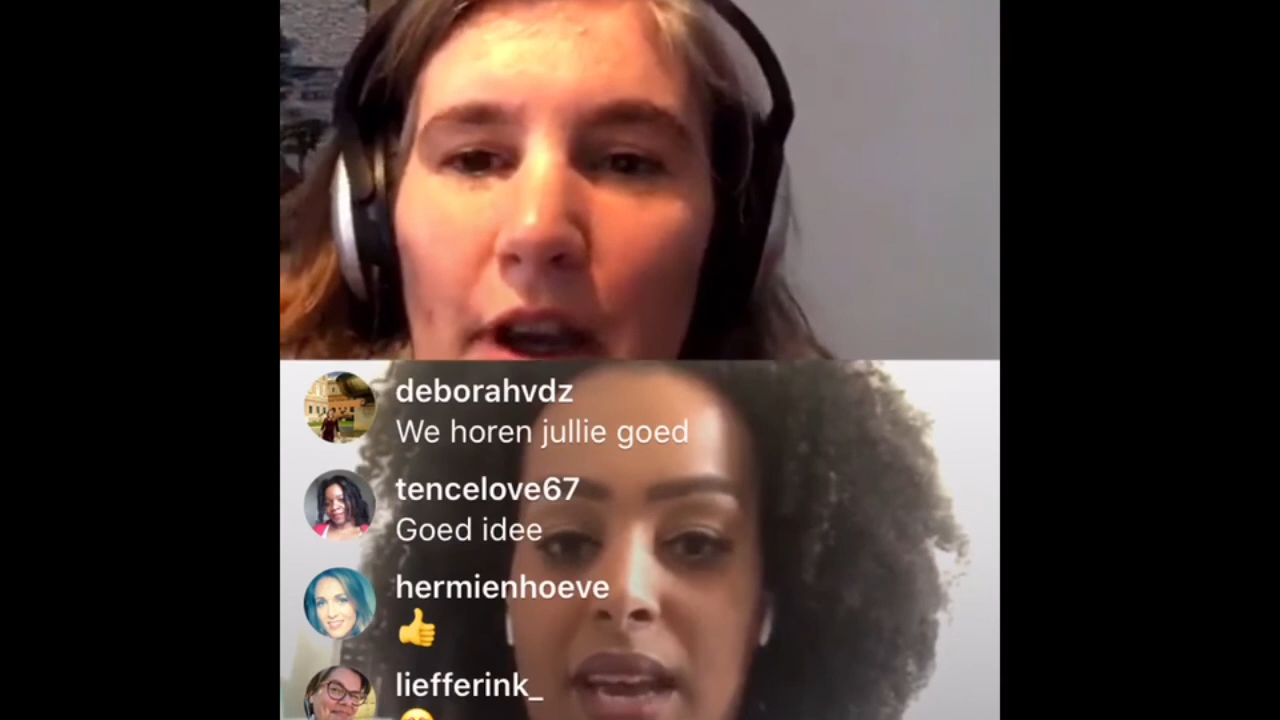 deborahvdz
We horen jullie goed
tencelove67
Goed idee
hermienhoeve
👍
liefferink_